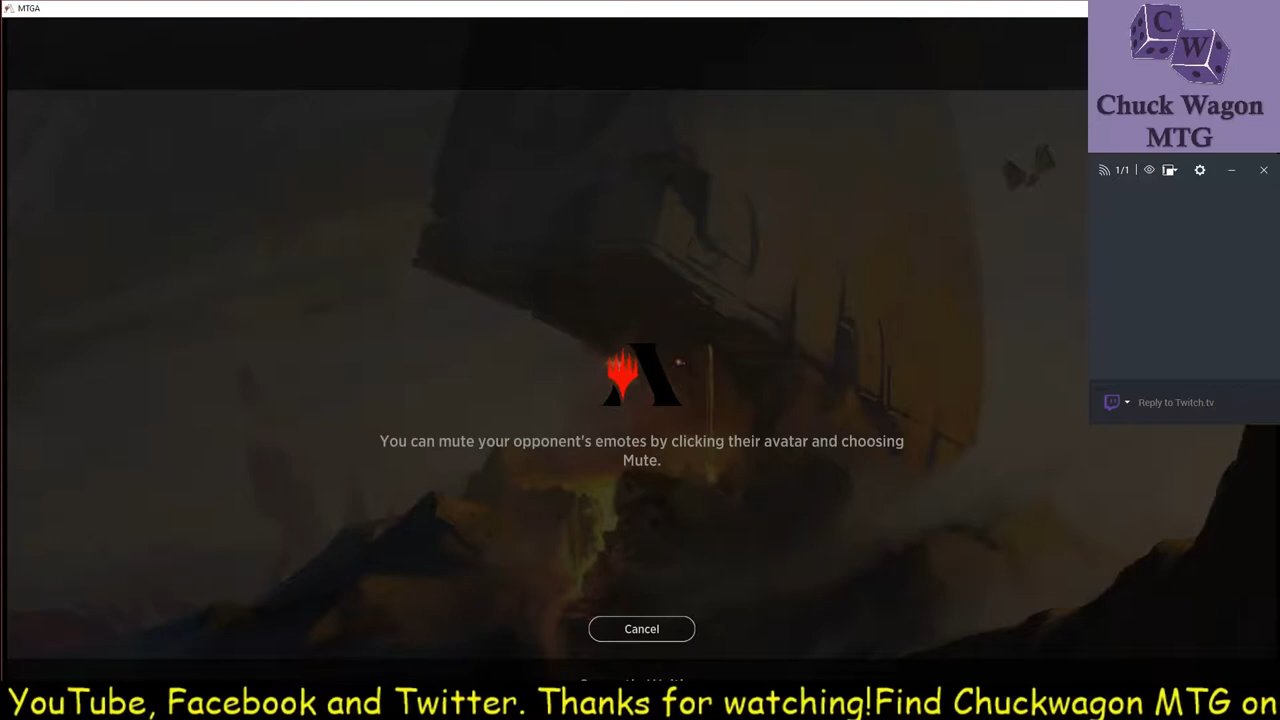 MTGA
C
W
Chuck Wagon
MTG
1/1
Reply to Twitch.tv
You can mute your opponent's emotes by clicking their avatar and choosing
Mute.
Cancel
YouTube, Facebook and Twitter. Thanks for watching!Find Chuckwagon MTG on